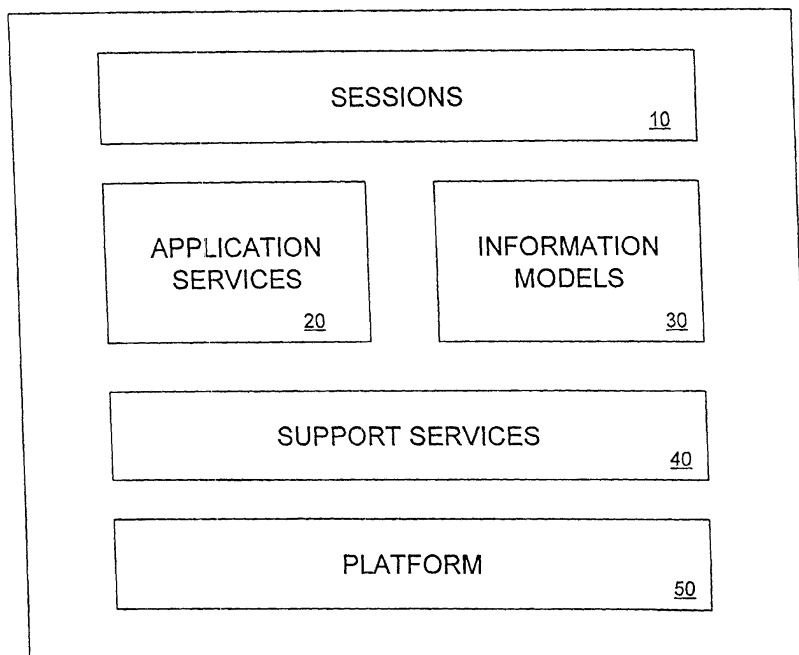 SESSIONS
10
APPLICATION
SERVICES
20
INFORMATION
MODELS
30
SUPPORT SERVICES
40
PLATFORM
50